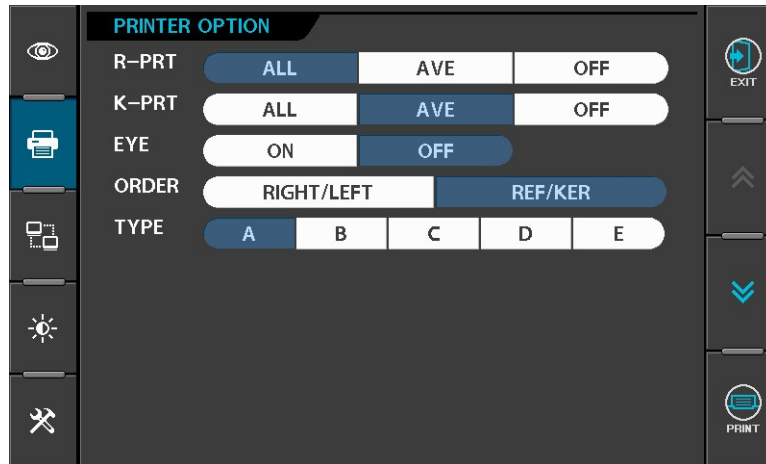 PRINTER OPTION
R-PRT ALL AVE OFF
K-PRT ALL AVE OFF
EYE ON OFF
ORDER RIGHT/LEFT REF/KER
TYPE A B C D E
EXIT
PRINT